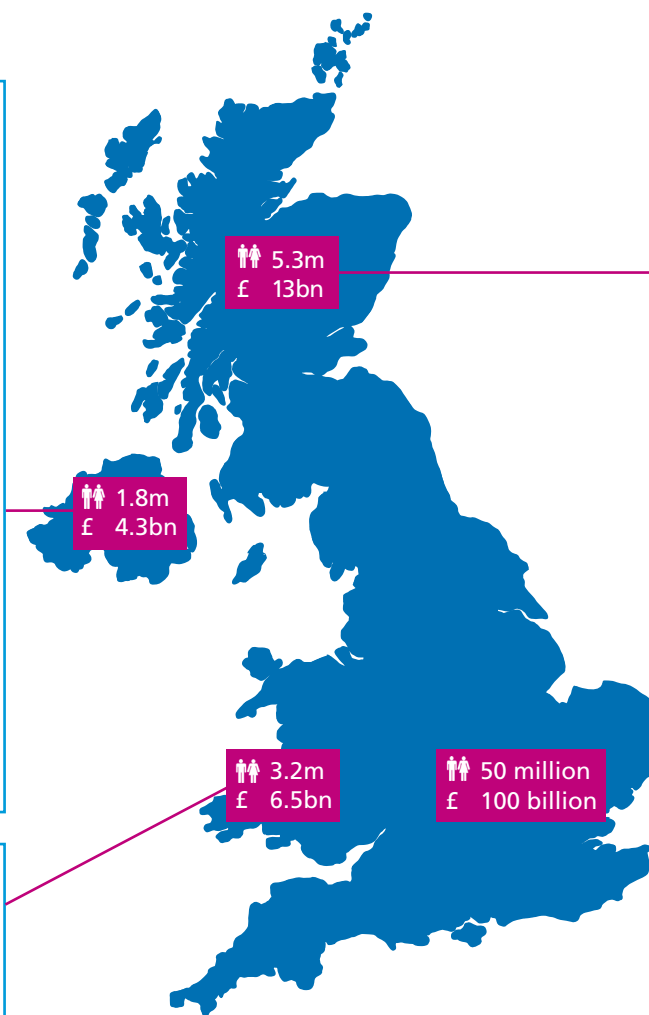 5.3m
£ 13bn
1.8m
£ 4.3bn
3.2m
£ 6.5bn
50 million
£ 100 billion